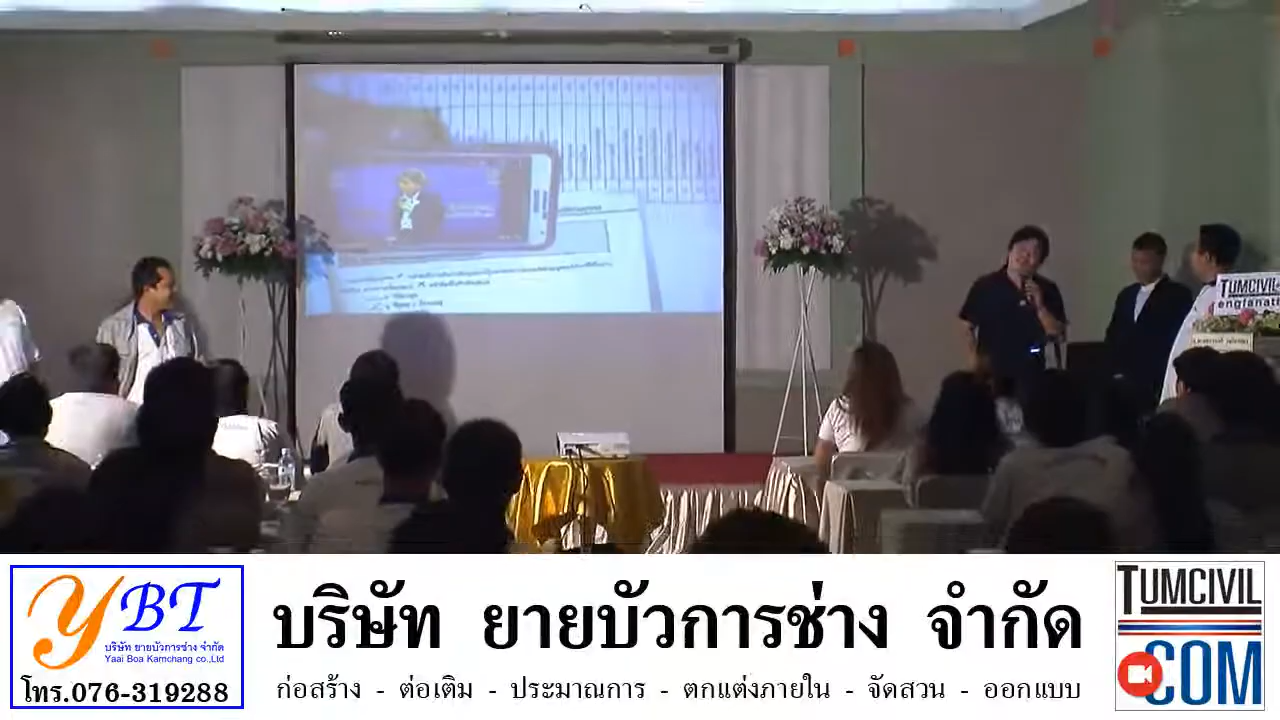 TUMCIVIL
engfanati
YBT
บริษัท ยายบัวการช่าง จำกัด
Yaai Boa Kamchang co.,Ltd
โทร.076-319288
บริษัท ยายบัวการช่าง จำกัด
ก่อสร้าง - ต่อเติม - ประมาณการ - ตกแต่งภายใน - จัดสวน - ออกแบบ
TUMCIVIL
.COM